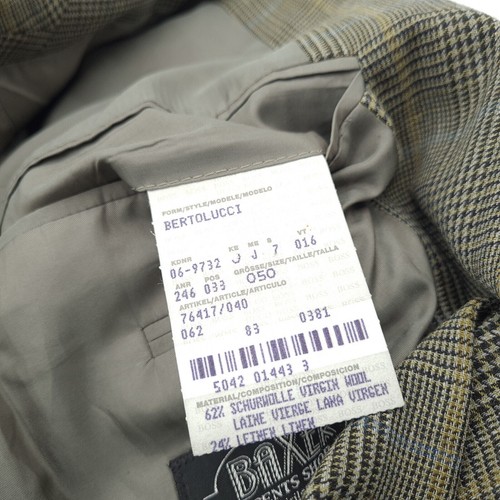 FORM/STYLE/MODELE/MODELO
BERTOLUCCI
KDNR KE ME S VT
06-9732 J 7 016
ANR POS GRÖSSE/SIZE/TAILLE/TALLA
246 033 050
ARTIKEL/ARTICLE/ARTICULO
76417/040
062 83 0381
5042 01443 3
MATERIAL/COMPOSITION/COMPOSICION
62% SCHURWOLLE VIRGIN WOOL
LAINE VIERGE LANA VIRGEN
24% LEINEN LINEN
BAXE